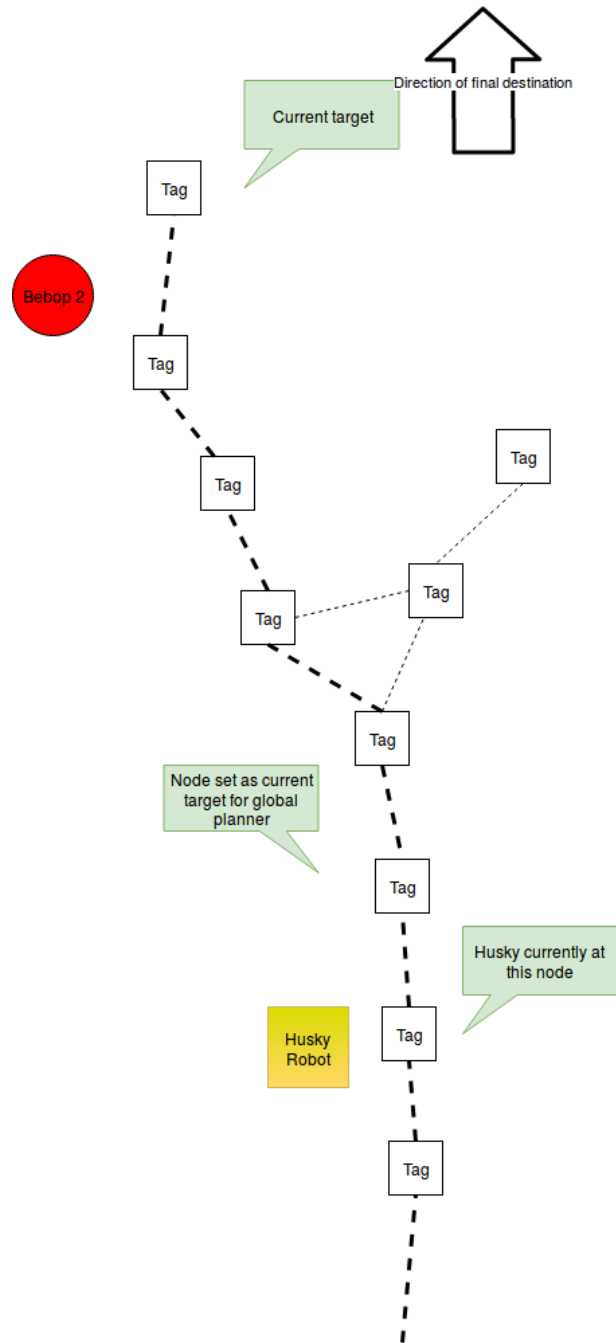 Direction of final destination
Current target
Tag
Bebop 2
Tag
Tag
Tag
Tag
Tag
Tag
Node set as current
target for global
planner
Tag
Husky currently at
this node
Tag
Husky
Robot
Tag